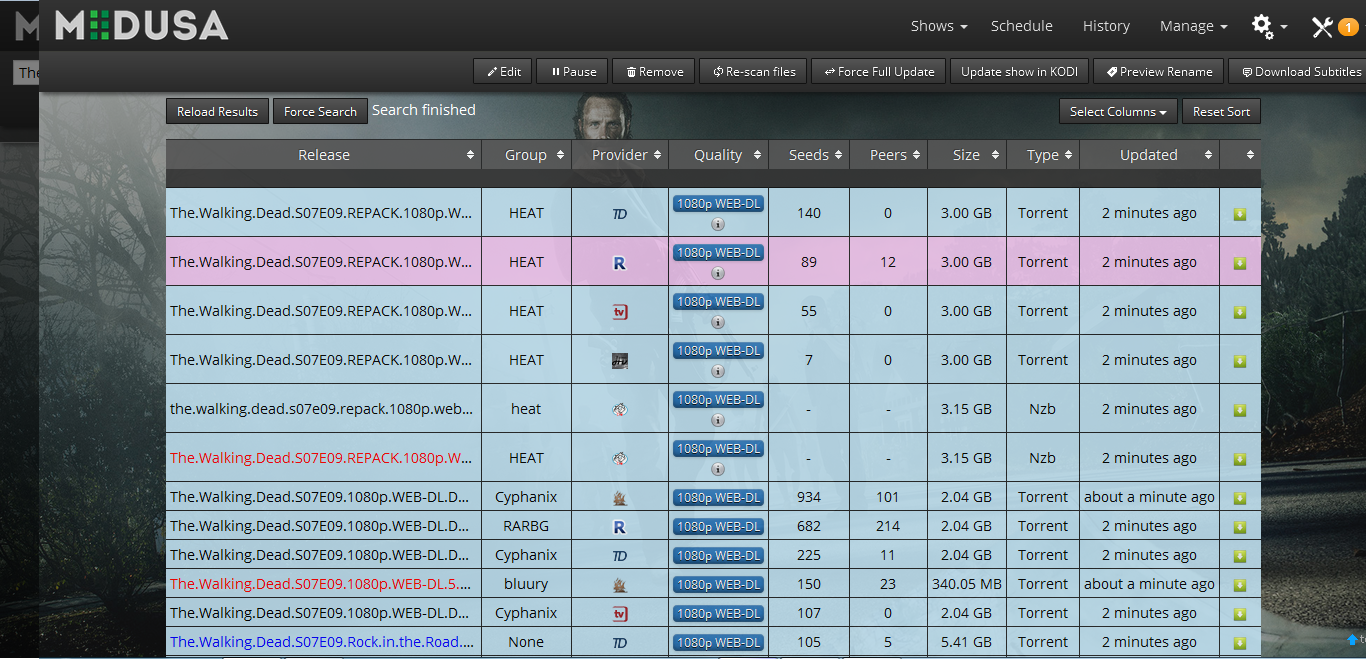 MEDUSA
Shows Schedule History Manage 1
The
Edit Pause Remove Re-scan files Force Full Update Update show in KODI Preview Rename Download Subtitles
Reload Results Force Search Search finished Select Columns Reset Sort
Release Group Provider Quality Seeds Peers Size Type Updated
The.Walking.Dead.S07E09.REPACK.1080p.W... HEAT TD 1080p WEB-DL 140 0 3.00 GB Torrent 2 minutes ago
The.Walking.Dead.S07E09.REPACK.1080p.W... HEAT R 1080p WEB-DL 89 12 3.00 GB Torrent 2 minutes ago
The.Walking.Dead.S07E09.REPACK.1080p.W... HEAT tv 1080p WEB-DL 55 0 3.00 GB Torrent 2 minutes ago
The.Walking.Dead.S07E09.REPACK.1080p.W... HEAT 1080p WEB-DL 7 0 3.00 GB Torrent 2 minutes ago
the.walking.dead.s07e09.repack.1080p.web... heat 1080p WEB-DL - - 3.15 GB Nzb 2 minutes ago
The.Walking.Dead.S07E09.REPACK.1080p.W... HEAT 1080p WEB-DL - - 3.15 GB Nzb 2 minutes ago
The.Walking.Dead.S07E09.1080p.WEB-DL.D... Cyphanix 1080p WEB-DL 934 101 2.04 GB Torrent about a minute ago
The.Walking.Dead.S07E09.1080p.WEB-DL.D... RARBG R 1080p WEB-DL 682 214 2.04 GB Torrent 2 minutes ago
The.Walking.Dead.S07E09.1080p.WEB-DL.D... Cyphanix TD 1080p WEB-DL 225 11 2.04 GB Torrent 2 minutes ago
The.Walking.Dead.S07E09.1080p.WEB-DL.5.... bluury 1080p WEB-DL 150 23 340.05 MB Torrent about a minute ago
The.Walking.Dead.S07E09.1080p.WEB-DL.D... Cyphanix tv 1080p WEB-DL 107 0 2.04 GB Torrent 2 minutes ago
The.Walking.Dead.S07E09.Rock.in.the.Road.... None TD 1080p WEB-DL 105 5 5.41 GB Torrent 2 minutes ago